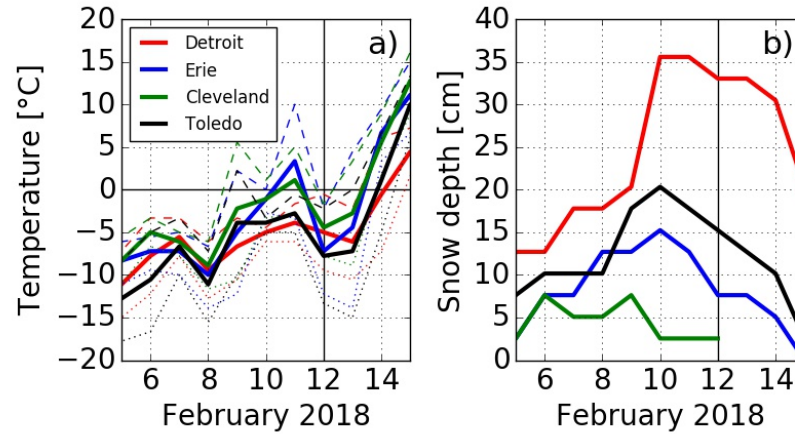 a)
Detroit
Erie
Cleveland
Toledo
Temperature [°C]
20
15
10
5
0
−5
−10
−15
−20
6 8 10 12 14
February 2018
b)
Snow depth [cm]
40
35
30
25
20
15
10
5
0
6 8 10 12 14
February 2018